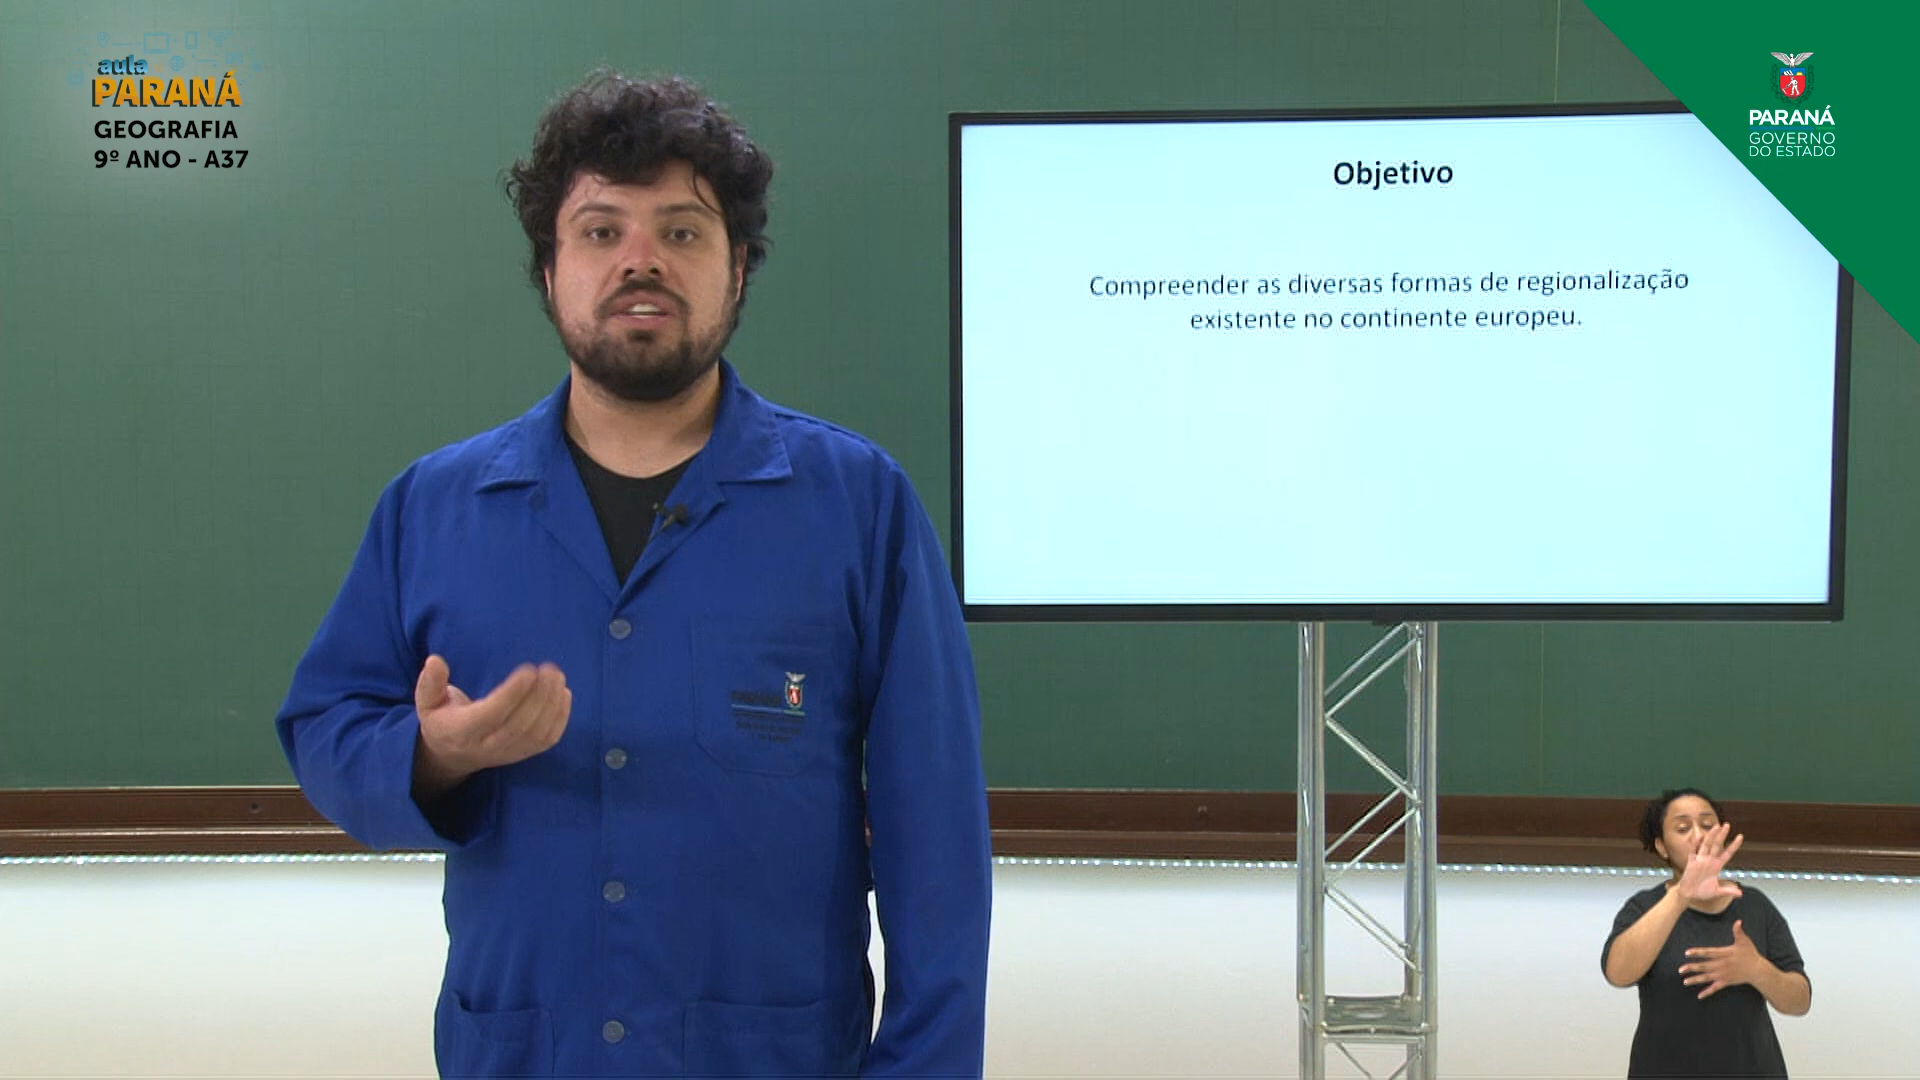 aula
PARANÁ
GEOGRAFIA
9º ANO - A37
PARANÁ
GOVERNO
DO ESTADO
Objetivo
Compreender as diversas formas de regionalização
existente no continente europeu.